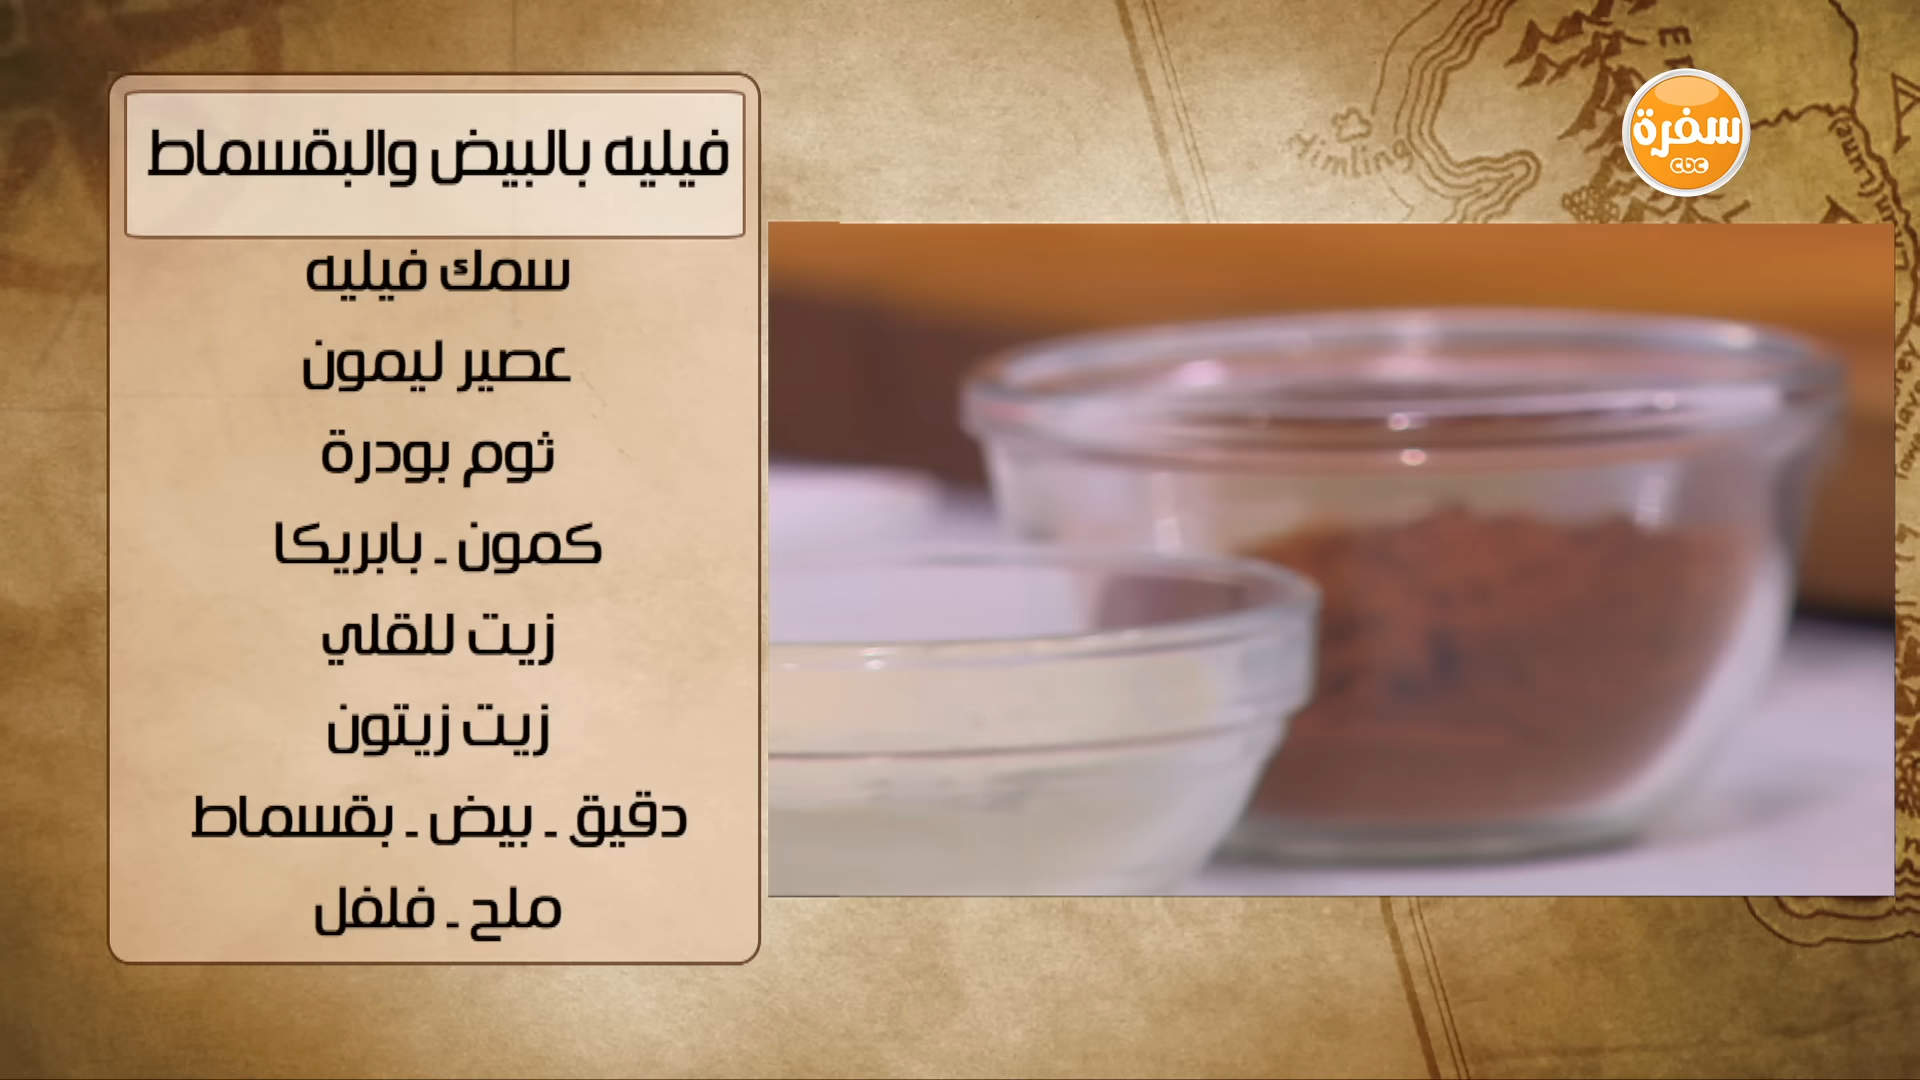 فيليه بالبيض والبقسماط
سمك فيليه
عصير ليمون
ثوم بودرة
كمون - بابريكا
زيت للقلي
زيت زيتون
دقيق - بيض - بقسماط
ملح - فلفل
سفرة
cbc